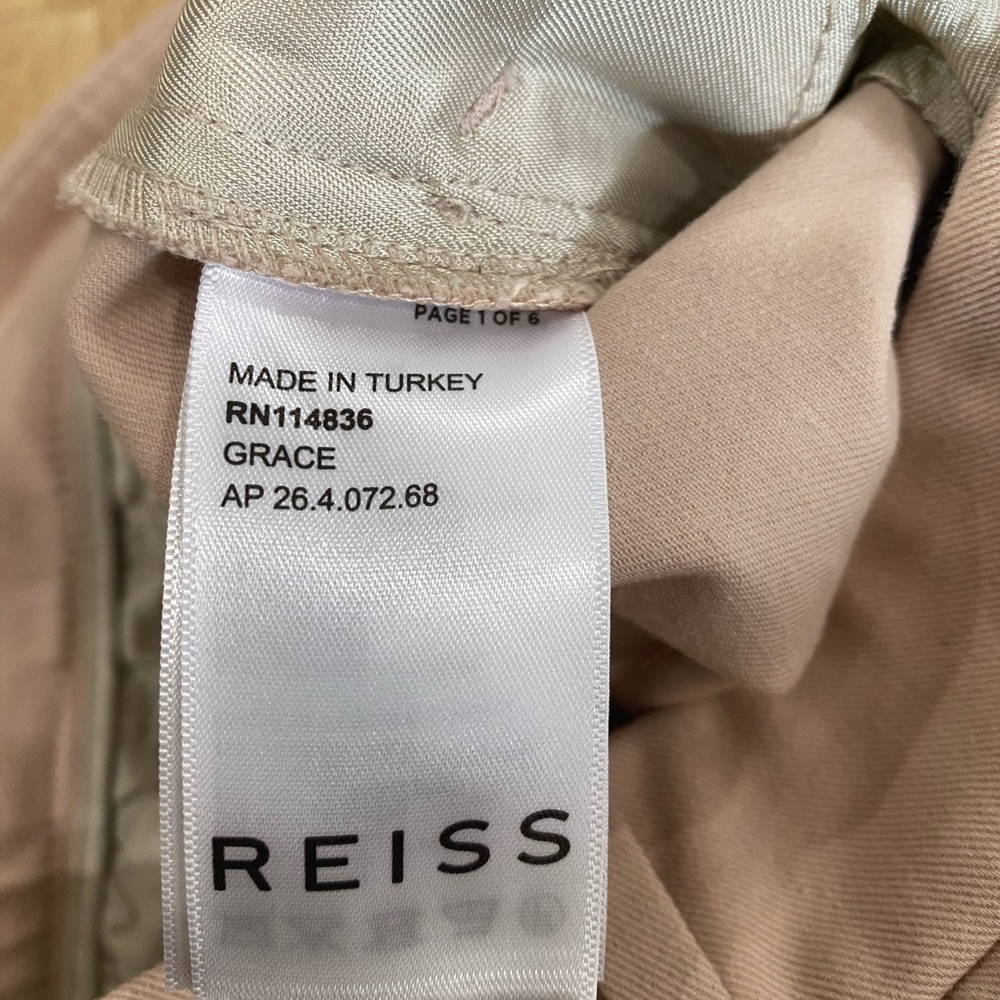 PAGE 1 OF 6
MADE IN TURKEY
RN114836
GRACE
AP 26.4.072.68
REISS